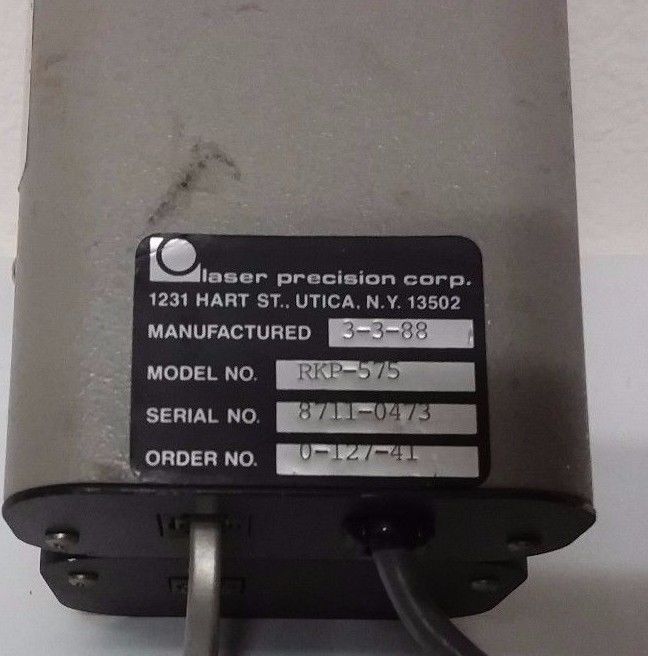 laser precision corp.
1231 HART ST., UTICA, N.Y. 13502
MANUFACTURED 3-3-88
MODEL NO. RKP-575
SERIAL NO. 8711-0473
ORDER NO. 0-127-41